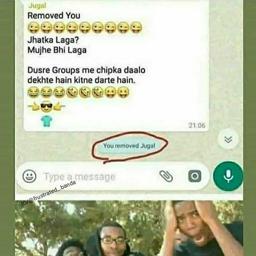 Jugal
Removed You
😜😜😜😜😜😜😜😜😜
Jhatka Laga?
Mujhe Bhi Laga
Dusre Groups me chipka daalo
dekhte hain kitne darte hain.
😂😂😂🤣🤣🤣😛😛
👉😎👈
👕
21:06
You removed Jugal
Type a message
@frustrated_banda